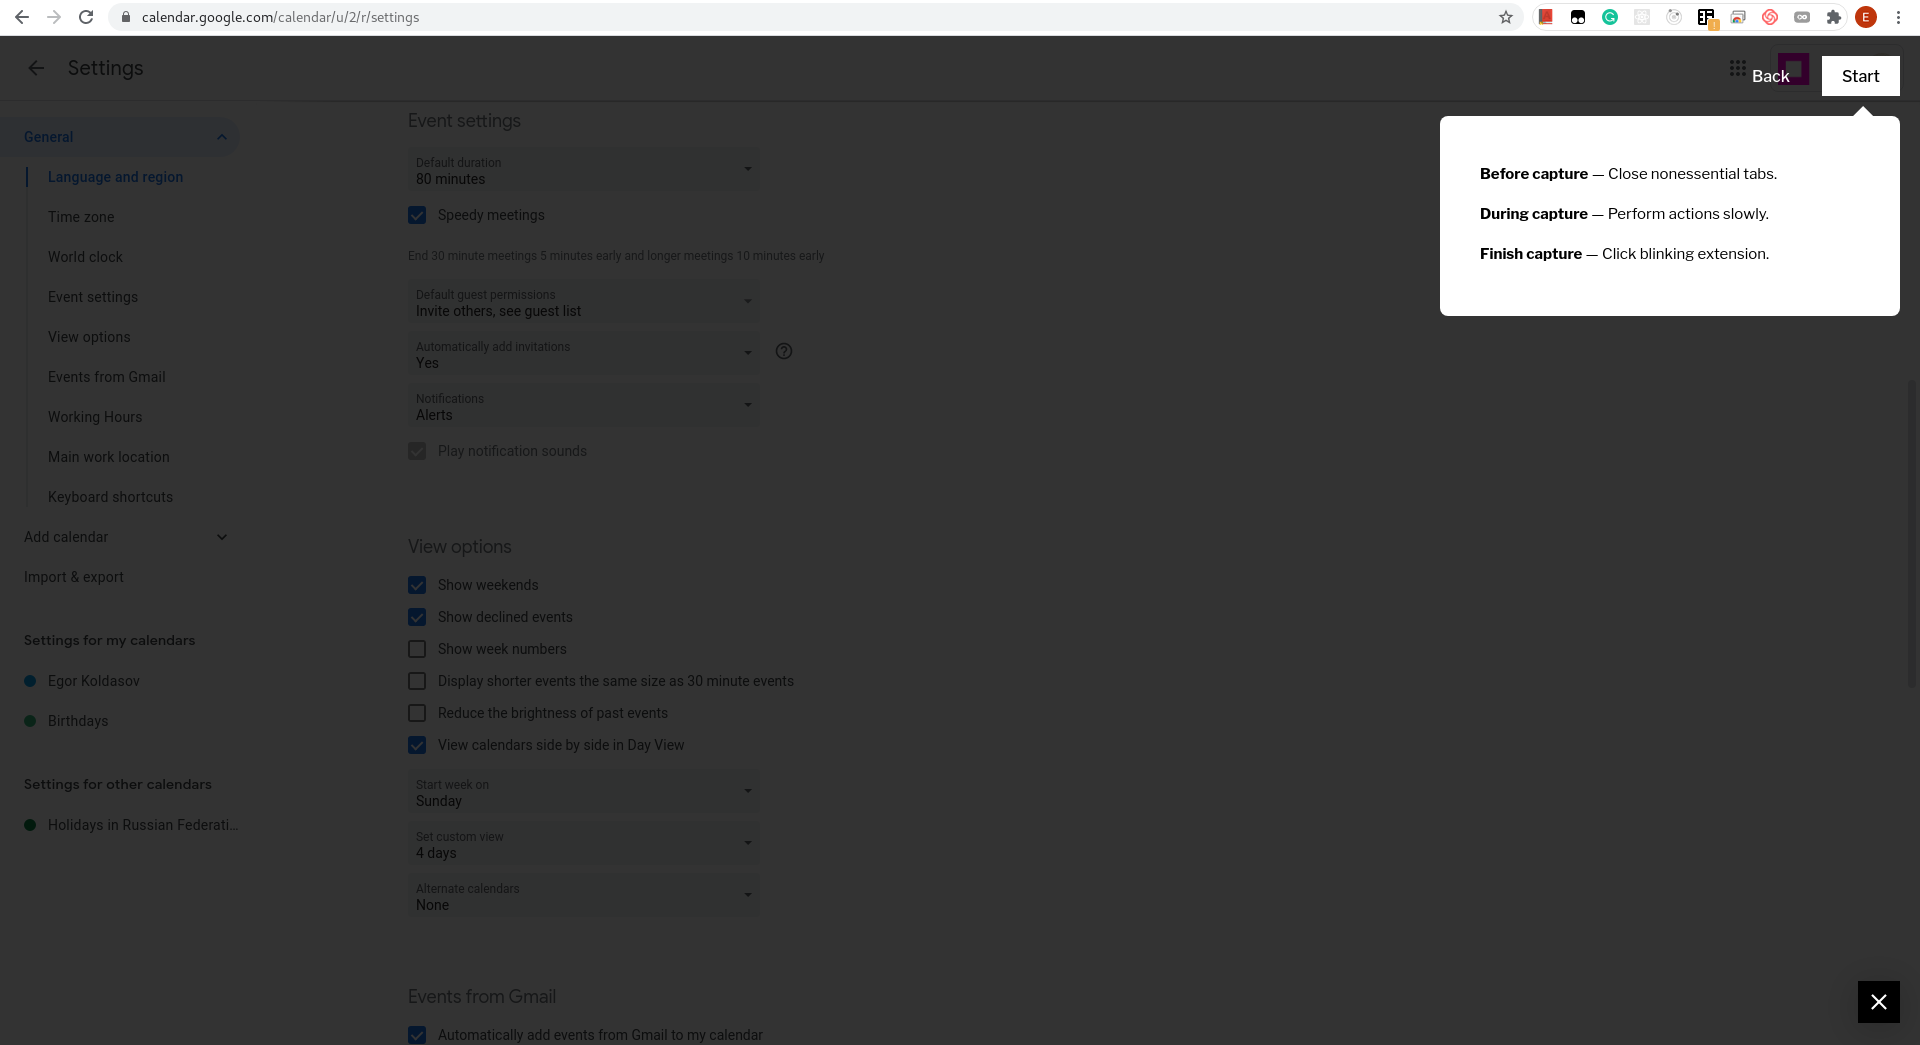 calendar.google.com/calendar/u/2/r/settings
E
Settings
Back
Start
General
Language and region
Time zone
World clock
Event settings
View options
Events from Gmail
Working Hours
Main work location
Keyboard shortcuts
Add calendar
Import & export
Settings for my calendars
Egor Koldasov
Birthdays
Settings for other calendars
Holidays in Russian Federati...
Event settings
Default duration
80 minutes
Speedy meetings
End 30 minute meetings 5 minutes early and longer meetings 10 minutes early
Default guest permissions
Invite others, see guest list
Automatically add invitations
Yes
Notifications
Alerts
Play notification sounds
View options
Show weekends
Show declined events
Show week numbers
Display shorter events the same size as 30 minute events
Reduce the brightness of past events
View calendars side by side in Day View
Start week on
Sunday
Set custom view
4 days
Alternate calendars
None
Events from Gmail
Automatically add events from Gmail to my calendar
Before capture — Close nonessential tabs.
During capture — Perform actions slowly.
Finish capture — Click blinking extension.